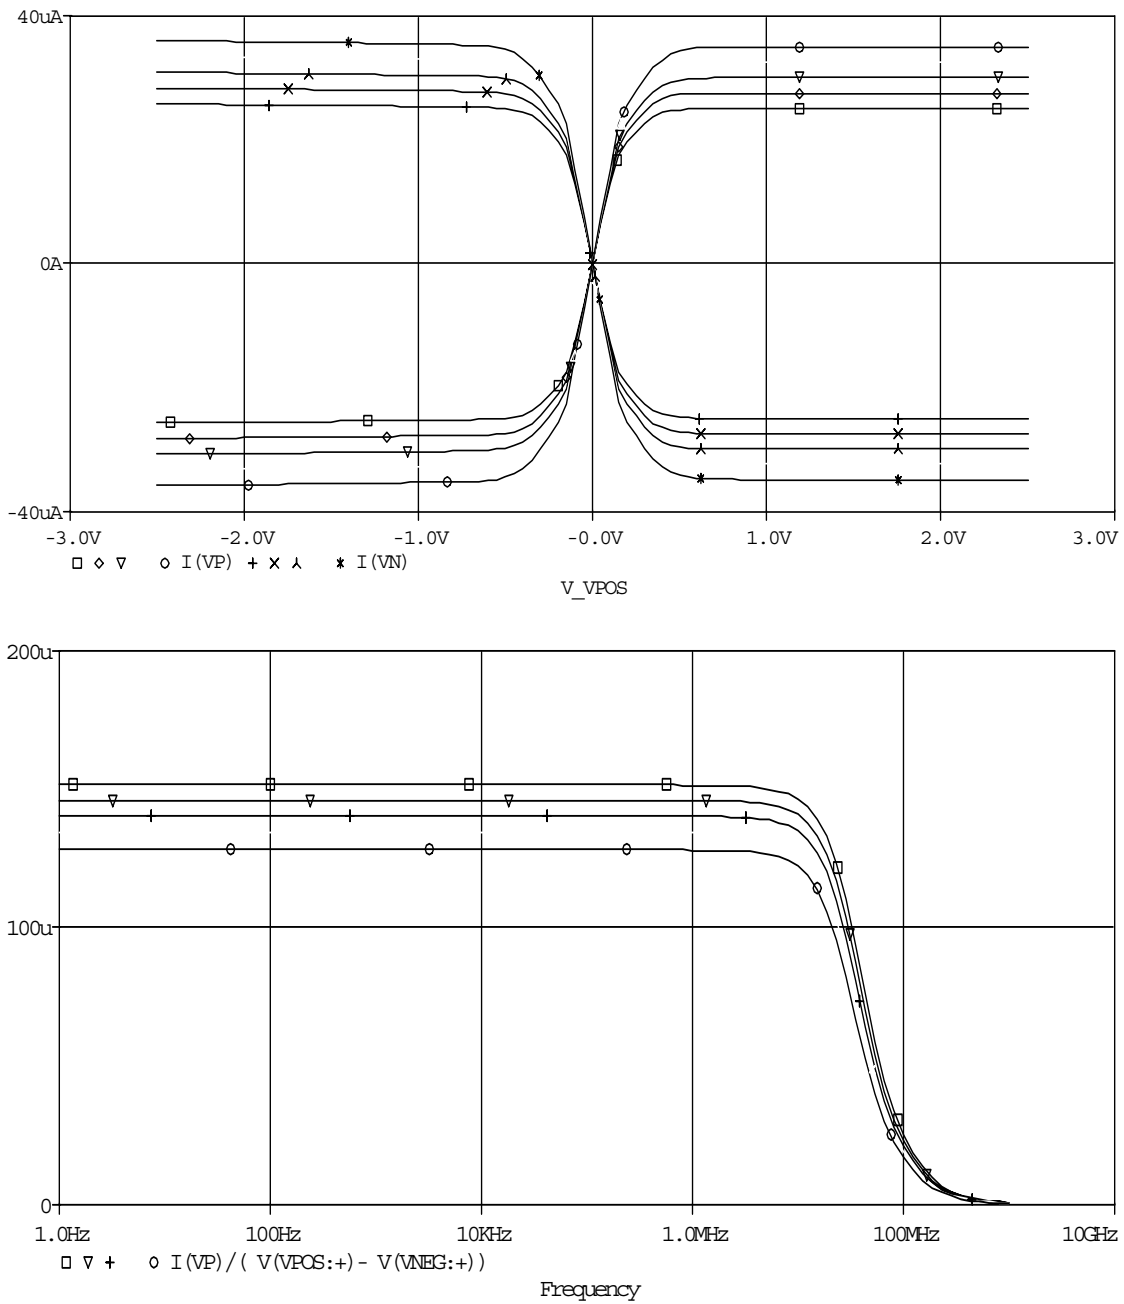 40uA
0A
-40uA
-3.0V -2.0V -1.0V -0.0V 1.0V 2.0V 3.0V
I(VP) I(VN)
V_VPOS
200u
100u
0
1.0Hz 100Hz 10KHz 1.0MHz 100MHz 10GHz
I(VP)/( V(VPOS:+)- V(VNEG:+))
Frequency